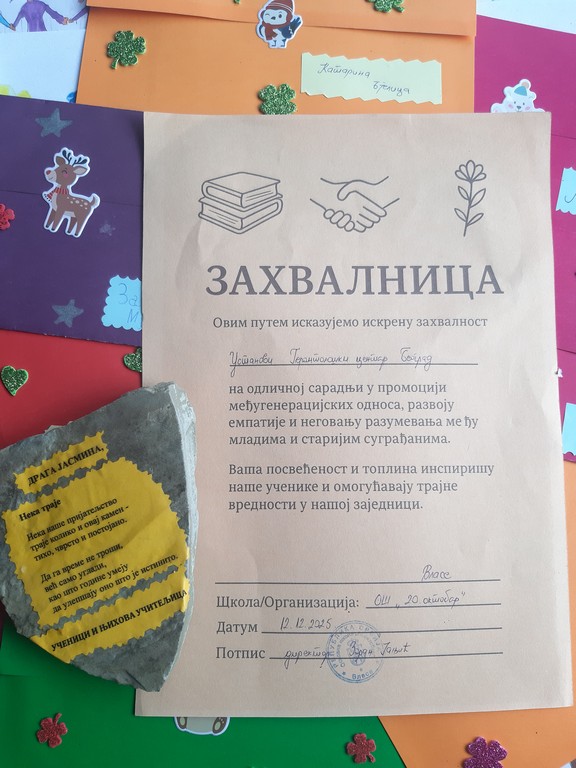 Катарина
Бјелица
ЗАХВАЛНИЦА
Овим путем исказујемо искрену захвалност
Установи Геронтолошки центар Београд
на одличној сарадњи у промоцији
међугенерацијских односа, развоју
емпатије и неговању разумевања међу
младима и старијим суграђанима.
Ваша посвећеност и топлина инспиришу
наше ученике и омогућавају трајне
вредности у нашој заједници.
Власе
Школа/Организација: ОШ „20. октобар"
Датум 12.12.2025
Потпис директор
ДРАГА ЈАСМИНА,
Нека траје
Нека наше пријатељство
траје колико и овај камен -
тихо, чврсто и постојано.
Да га време не троши,
већ само углади,
као што године умеју
да улепшају оно што је истинито.
УЧЕНИЦИ И ЊИХОВА УЧИТЕЉИЦА
За
М